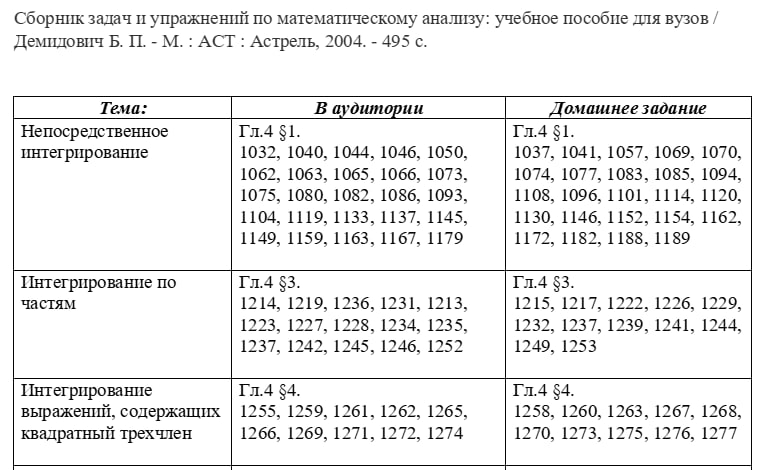 Сборник задач и упражнений по математическому анализу: учебное пособие для вузов /
Демидович Б. П. - М. : АСТ : Астрель, 2004. - 495 с.
Тема:
В аудитории
Домашнее задание
Непосредственное
интегрирование
Гл.4 §1.
1032, 1040, 1044, 1046, 1050,
1062, 1063, 1065, 1066, 1073,
1075, 1080, 1082, 1086, 1093,
1104, 1119, 1133, 1137, 1145,
1149, 1159, 1163, 1167, 1179
Гл.4 §1.
1037, 1041, 1057, 1069, 1070,
1074, 1077, 1083, 1085, 1094,
1108, 1096, 1101, 1114, 1120,
1130, 1146, 1152, 1154, 1162,
1172, 1182, 1188, 1189
Интегрирование по
частям
Гл.4 §3.
1214, 1219, 1236, 1231, 1213,
1223, 1227, 1228, 1234, 1235,
1237, 1242, 1245, 1246, 1252
Гл.4 §3.
1215, 1217, 1222, 1226, 1229,
1232, 1237, 1239, 1241, 1244,
1249, 1253
Интегрирование
выражений, содержащих
квадратный трехчлен
Гл.4 §4.
1255, 1259, 1261, 1262, 1265,
1266, 1269, 1271, 1272, 1274
Гл.4 §4.
1258, 1260, 1263, 1267, 1268,
1270, 1273, 1275, 1276, 1277